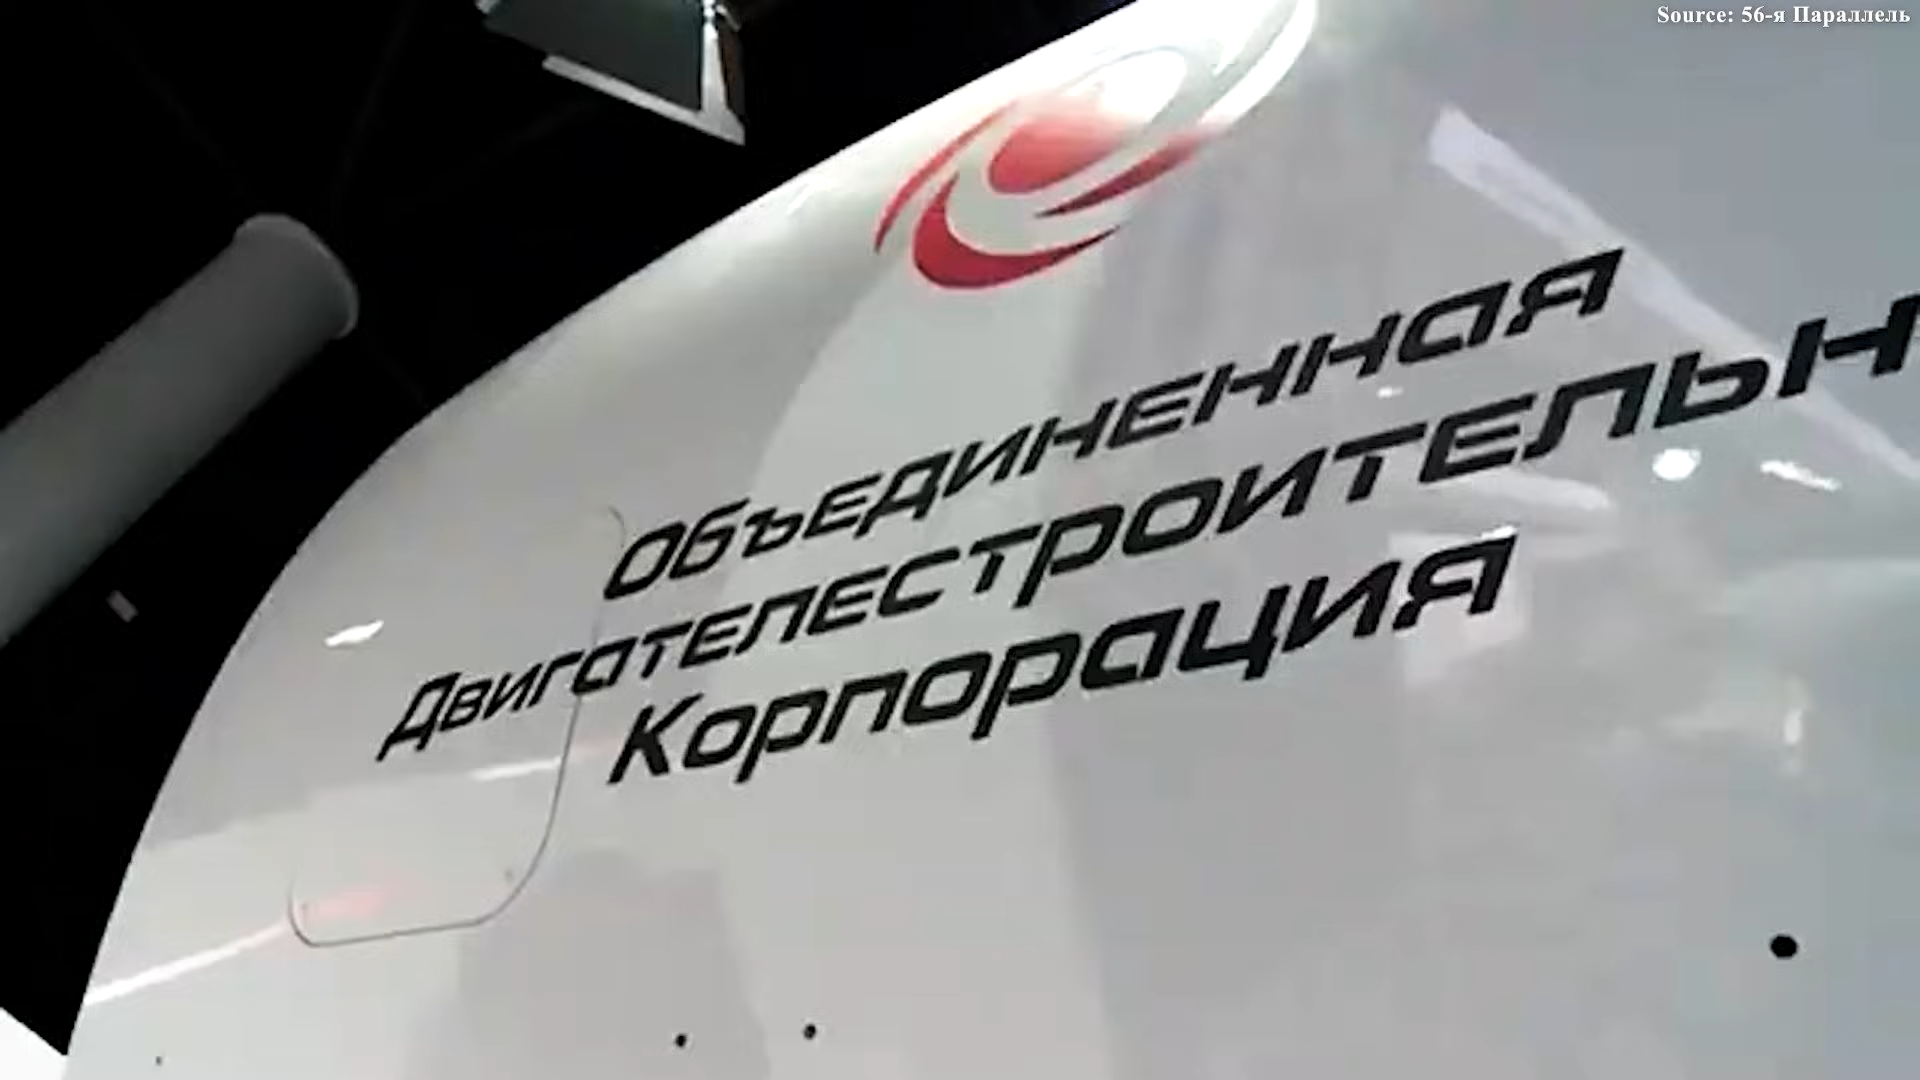 Source: 56-я Параллель
Объединенная
Двигателестроительн
Корпорация